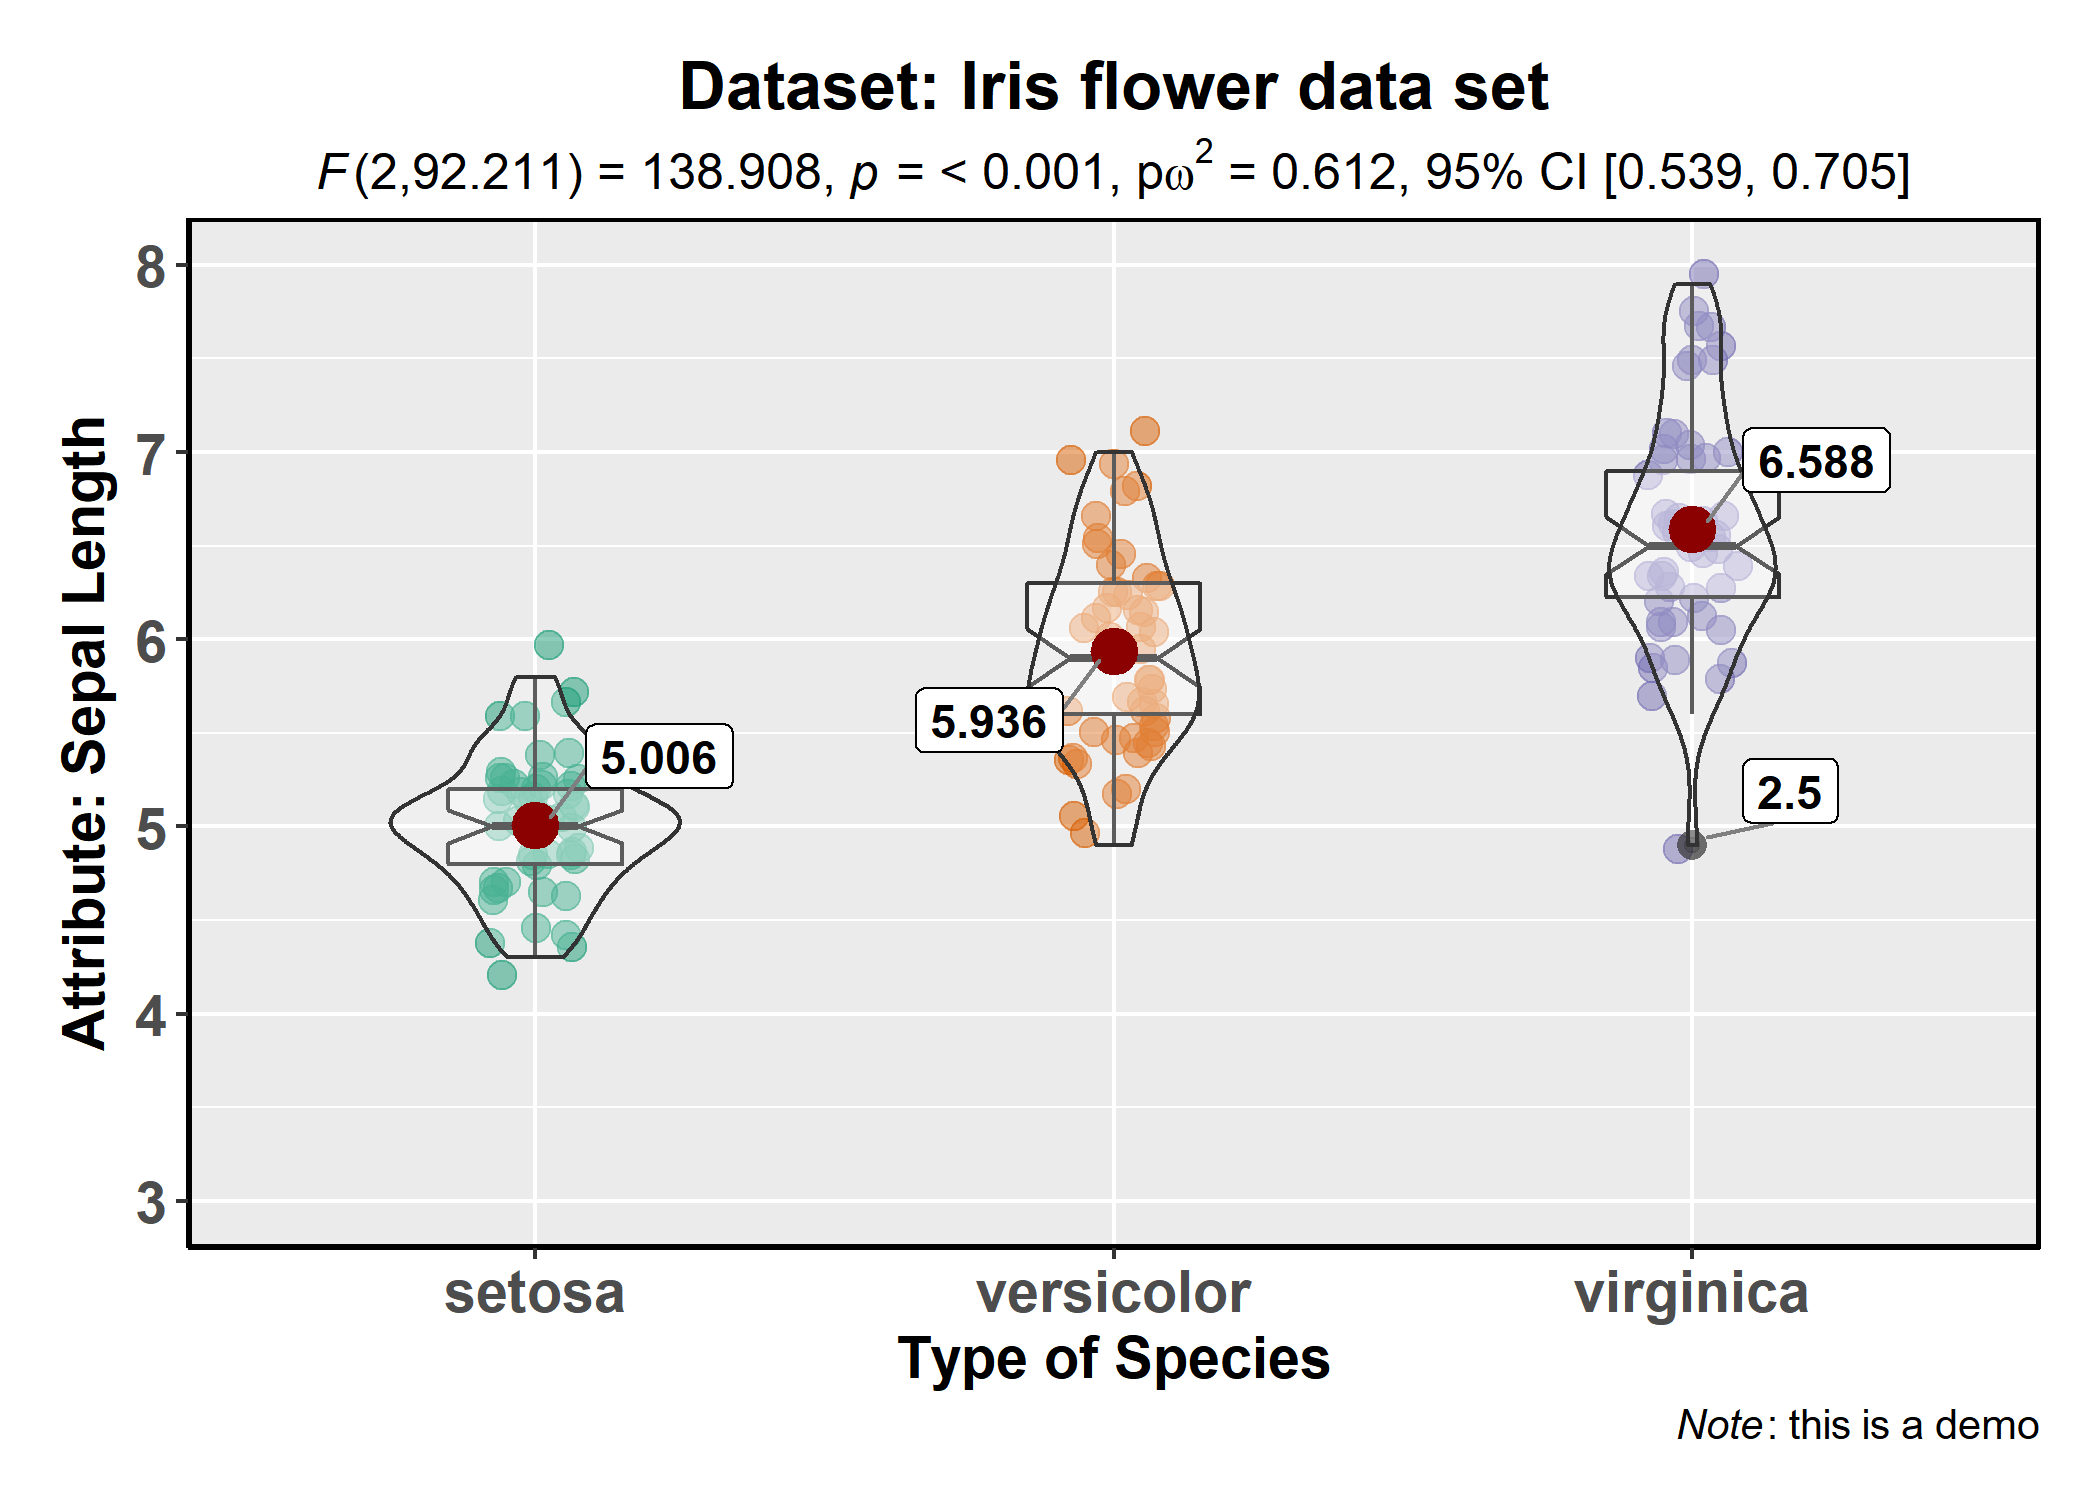 Dataset: Iris flower data set
F(2,92.211) = 138.908, p = < 0.001, pω² = 0.612, 95% CI [0.539, 0.705]
Attribute: Sepal Length
8
7
6
5
4
3
6.588
5.936
5.006
2.5
setosa versicolor virginica
Type of Species
Note: this is a demo